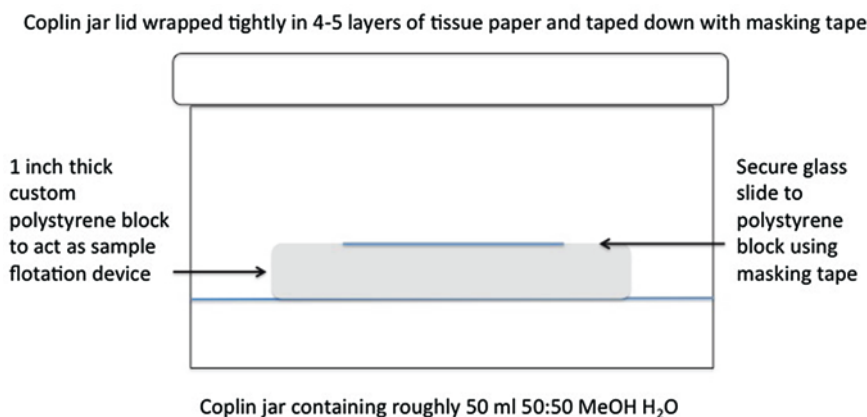 Coplin jar lid wrapped tightly in 4-5 layers of tissue paper and taped down with masking tape
1 inch thick
custom
polystyrene block
to act as sample
flotation device
Secure glass
slide to
polystyrene
block using
masking tape
Coplin jar containing roughly 50 ml 50:50 MeOH H₂O